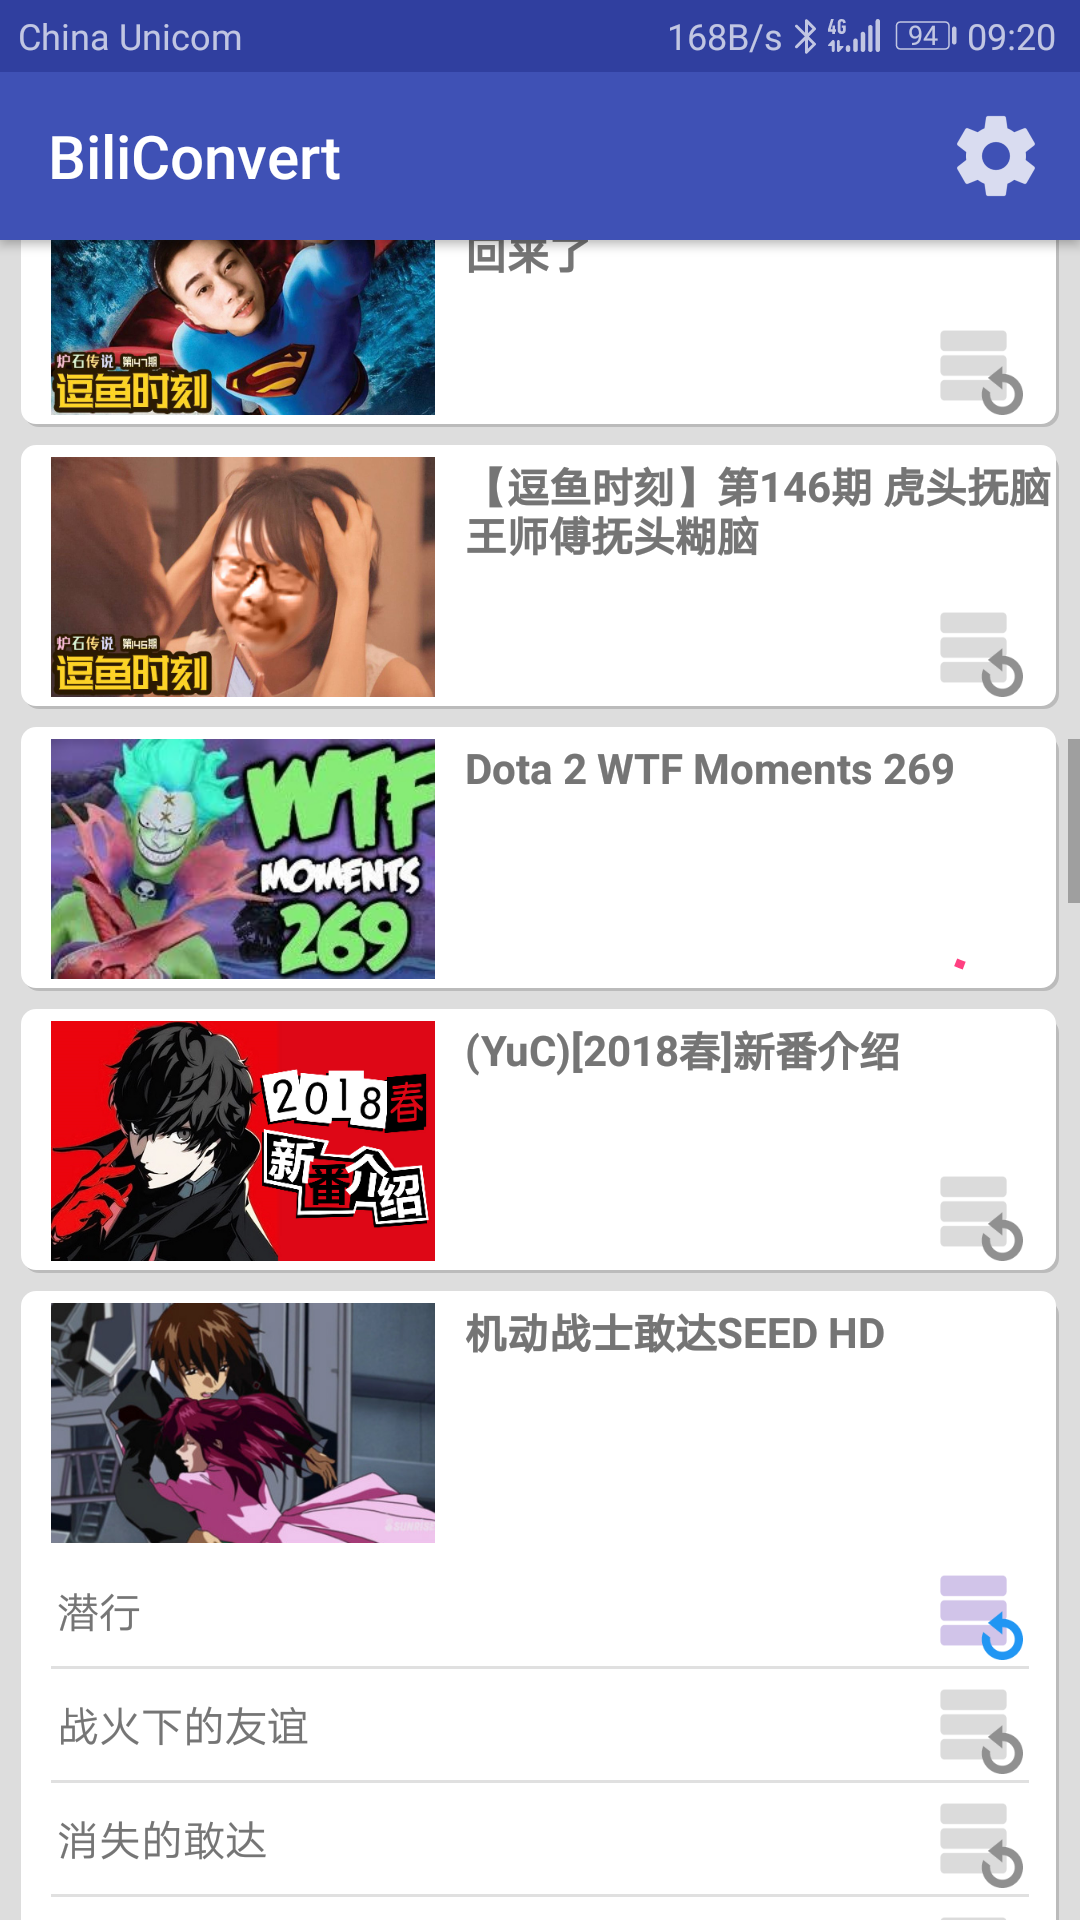 China Unicom 168B/s 4G 94 09:20
BiliConvert
回来了
炉石传说 第147期
逗鱼时刻
【逗鱼时刻】第146期 虎头抚脑
王师傅抚头糊脑
炉石传说 第146期
逗鱼时刻
Dota 2 WTF Moments 269
WTF
MOMENTS
269
(YuC)[2018春]新番介绍
2018春
新番介绍
机动战士敢达SEED HD
潜行
战火下的友谊
消失的敢达